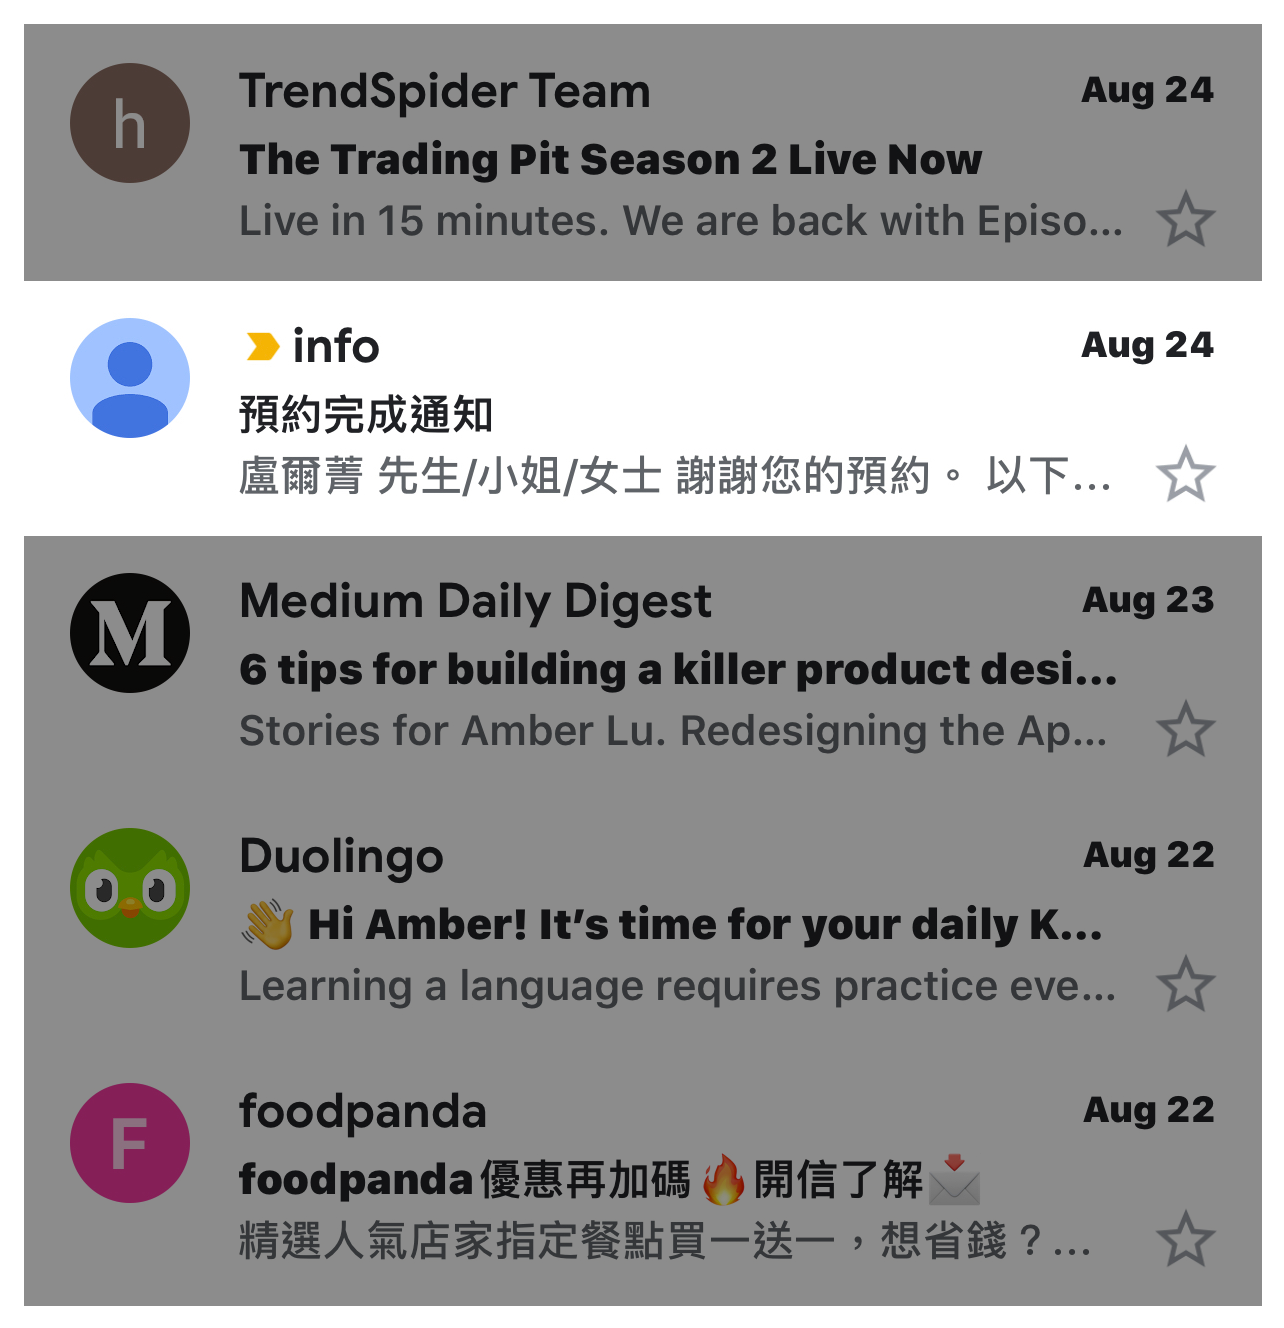 h
TrendSpider Team
Aug 24
The Trading Pit Season 2 Live Now
Live in 15 minutes. We are back with Episo...
info
Aug 24
預約完成通知
盧爾菁 先生/小姐/女士 謝謝您的預約。 以下...
M
Medium Daily Digest
Aug 23
6 tips for building a killer product desi...
Stories for Amber Lu. Redesigning the Ap...
Duolingo
Aug 22
👋 Hi Amber! It’s time for your daily K...
Learning a language requires practice eve...
F
foodpanda
Aug 22
foodpanda優惠再加碼🔥開信了解📩
精選人氣店家指定餐點買一送一，想省錢？...